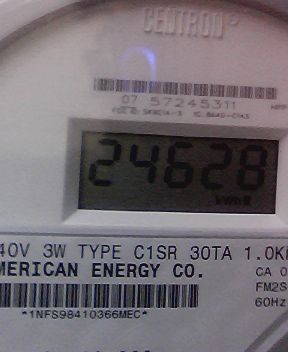 CENTRON®
07 57245311
24628
kWh
40V 3W TYPE C1SR 30TA 1.0K
MERICAN ENERGY CO.
CA 0
FM2S
60Hz
*1NFS98410366MEC*